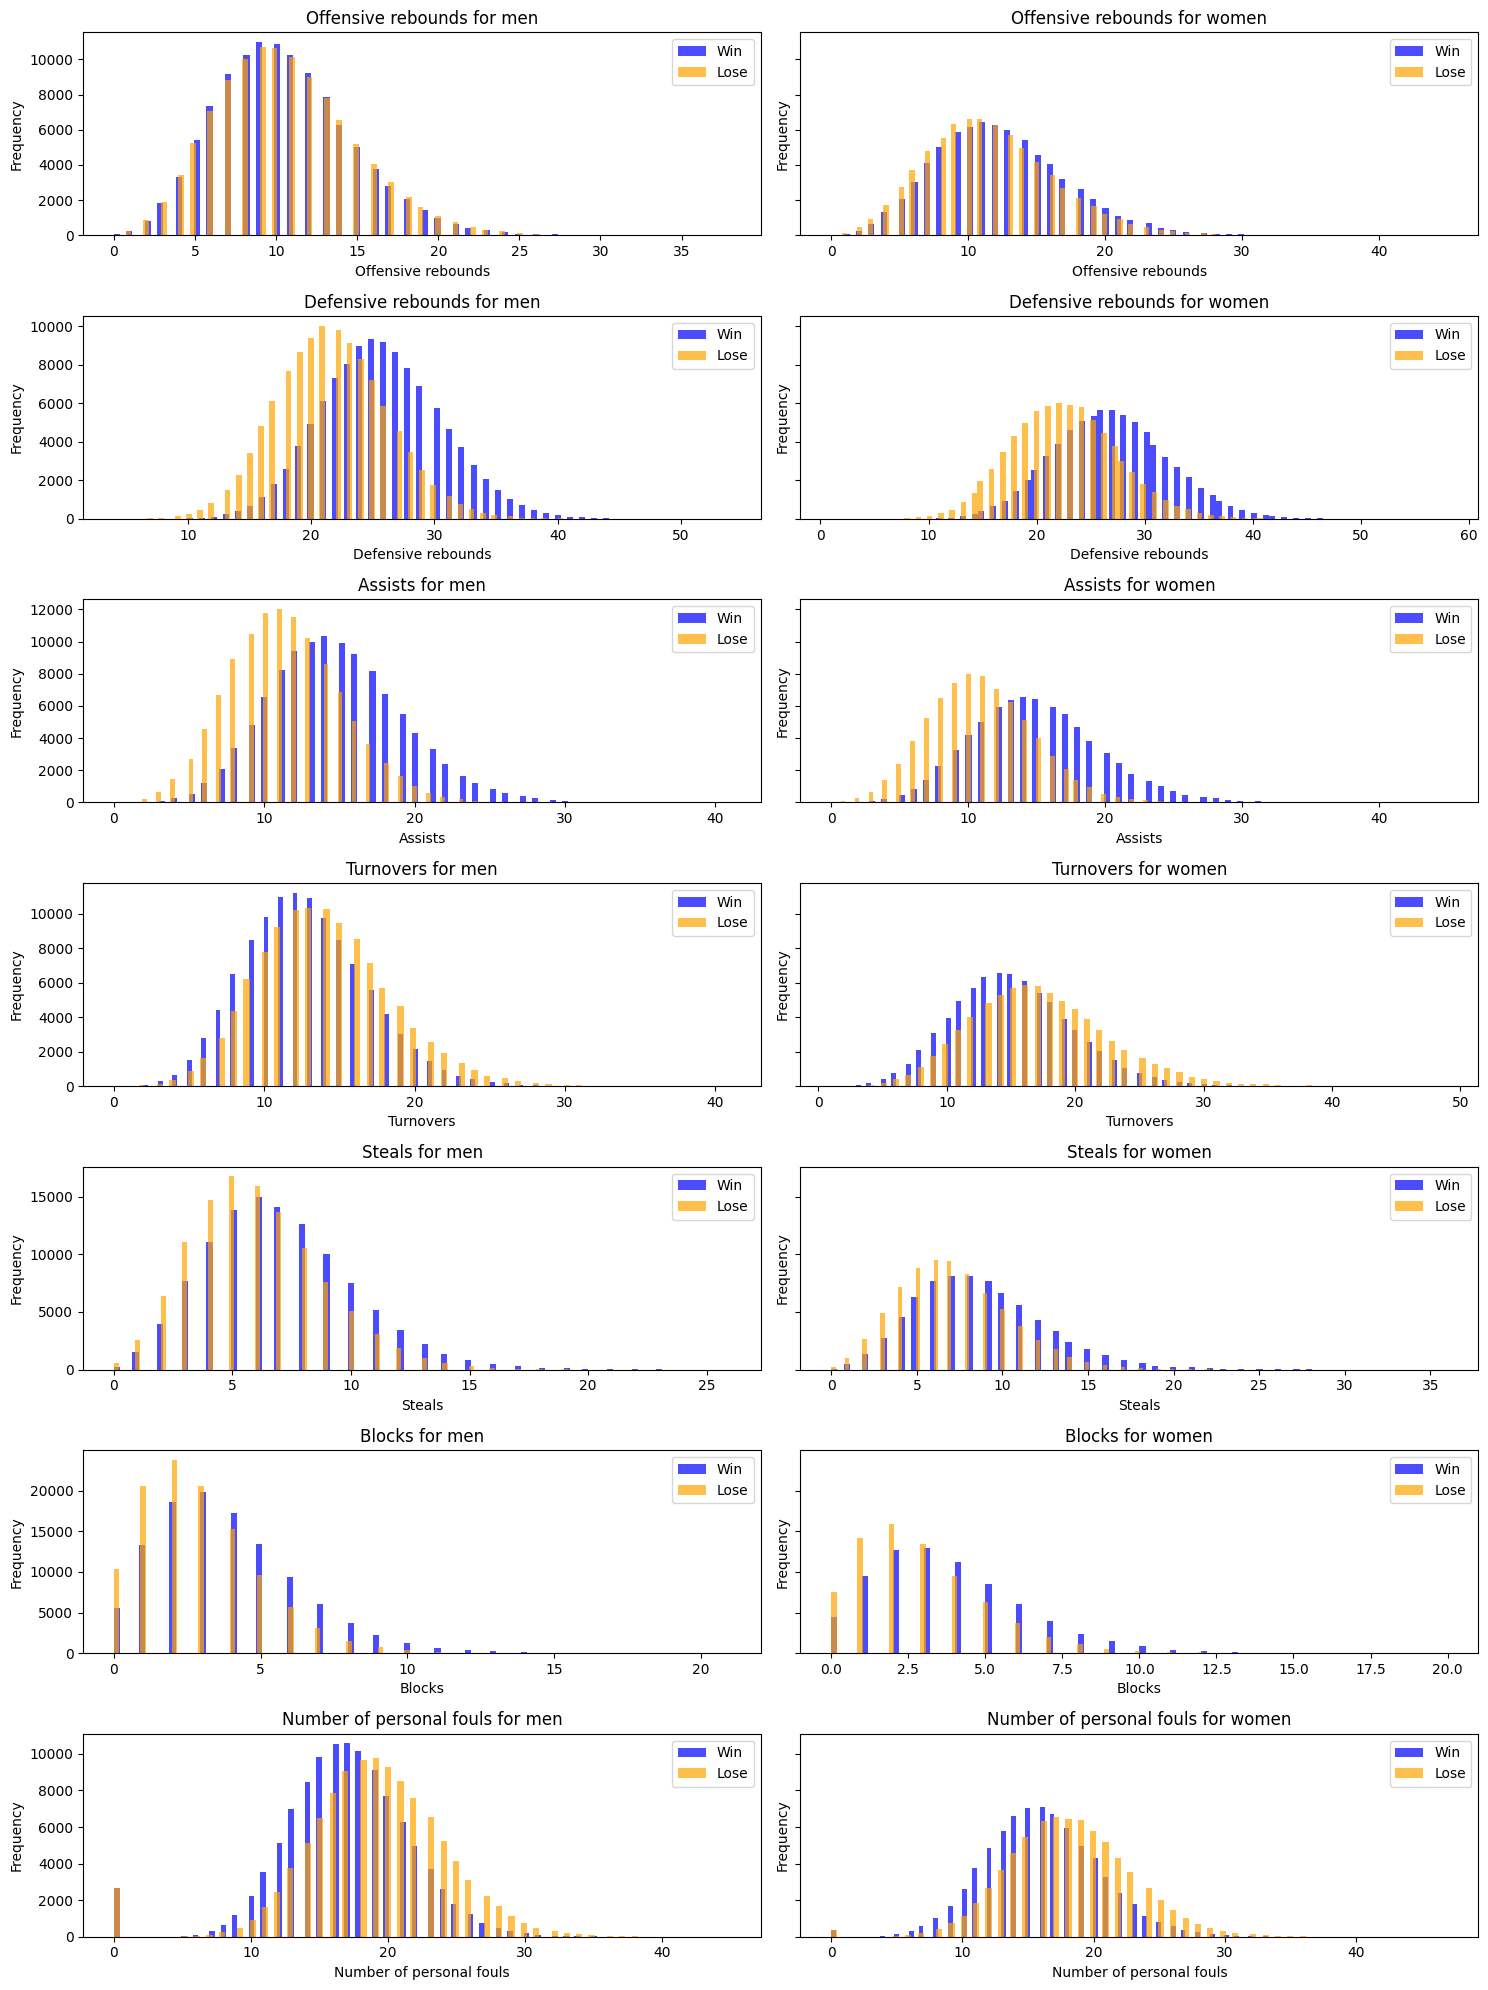 Offensive rebounds for men
Win
Lose
10000
8000
6000
4000
2000
0
Frequency
0 5 10 15 20 25 30 35
Offensive rebounds
Offensive rebounds for women
Win
Lose
Frequency
0 10 20 30 40
Offensive rebounds
Defensive rebounds for men
Win
Lose
10000
8000
6000
4000
2000
0
Frequency
10 20 30 40 50
Defensive rebounds
Defensive rebounds for women
Win
Lose
Frequency
0 10 20 30 40 50 60
Defensive rebounds
Assists for men
Win
Lose
12000
10000
8000
6000
4000
2000
0
Frequency
0 10 20 30 40
Assists
Assists for women
Win
Lose
Frequency
0 10 20 30 40
Assists
Turnovers for men
Win
Lose
10000
8000
6000
4000
2000
0
Frequency
0 10 20 30 40
Turnovers
Turnovers for women
Win
Lose
Frequency
0 10 20 30 40 50
Turnovers
Steals for men
Win
Lose
15000
10000
5000
0
Frequency
0 5 10 15 20 25
Steals
Steals for women
Win
Lose
Frequency
0 5 10 15 20 25 30 35
Steals
Blocks for men
Win
Lose
20000
15000
10000
5000
0
Frequency
0 5 10 15 20
Blocks
Blocks for women
Win
Lose
Frequency
0.0 2.5 5.0 7.5 10.0 12.5 15.0 17.5 20.0
Blocks
Number of personal fouls for men
Win
Lose
10000
8000
6000
4000
2000
0
Frequency
0 10 20 30 40
Number of personal fouls
Number of personal fouls for women
Win
Lose
Frequency
0 10 20 30 40
Number of personal fouls